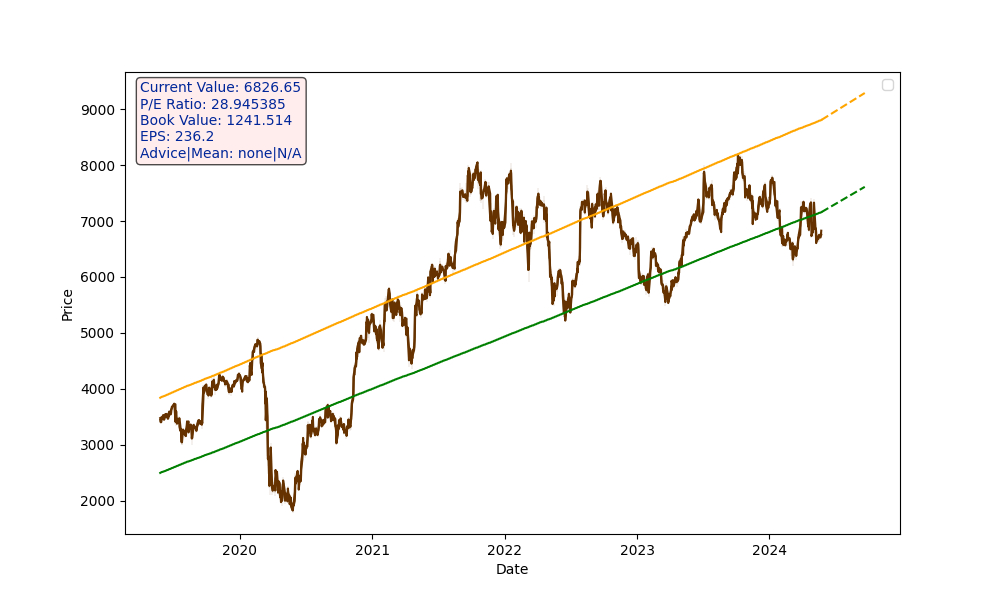 Current Value: 6826.65
P/E Ratio: 28.945385
Book Value: 1241.514
EPS: 236.2
Advice|Mean: none|N/A
9000
8000
7000
6000
5000
4000
3000
2000
Price
2020 2021 2022 2023 2024
Date